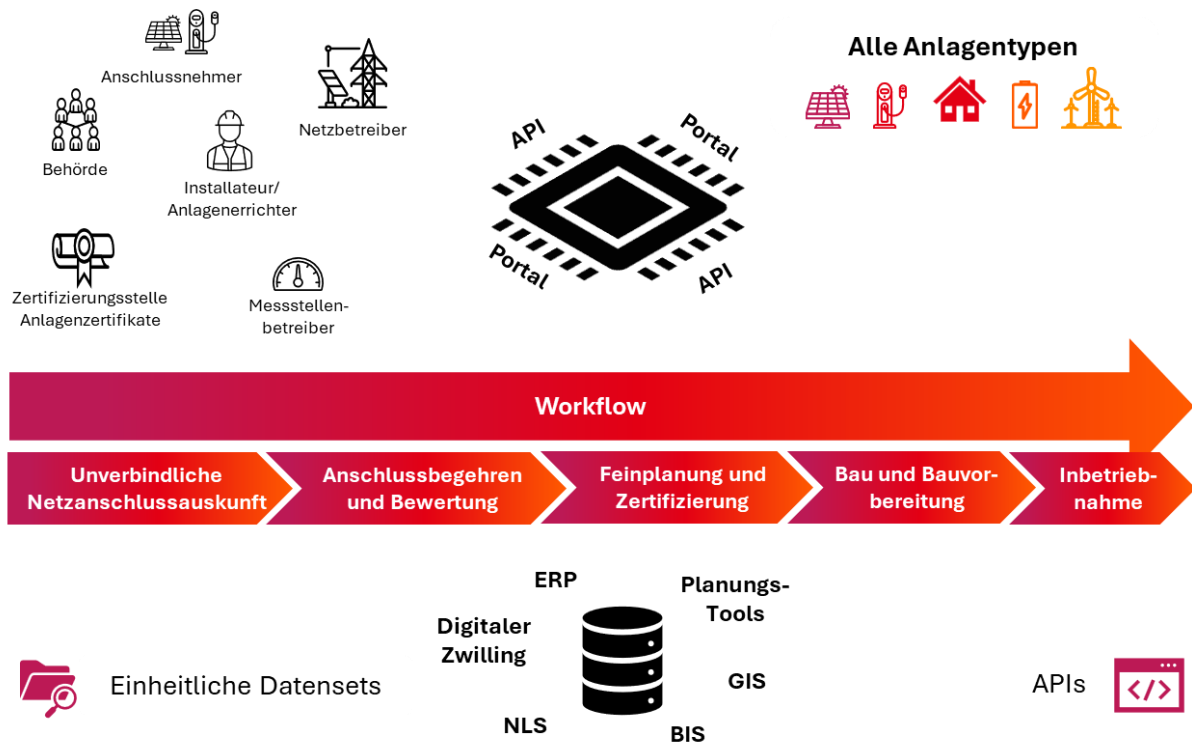 Anschlussnehmer
Netzbetreiber
Behörde
Installateur/
Anlagenerrichter
Zertifizierungsstelle
Anlagenzertifikate
Messstellen-
betreiber
API
Portal
Portal
API
Alle Anlagentypen
Workflow
Unverbindliche
Netzanschlussauskunft
Anschlussbegehren
und Bewertung
Feinplanung und
Zertifizierung
Bau und Bauvor-
bereitung
Inbetrieb-
nahme
Einheitliche Datensets
ERP
Planungs-
Tools
Digitaler
Zwilling
GIS
NLS
BIS
APIs
</>